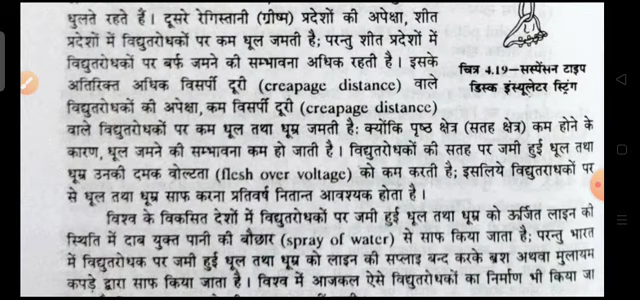 धुलते रहते हैं। दूसरे रेगिस्तानी (ग्रीष्म) प्रदेशों की अपेक्षा, शीत
प्रदेशों में विद्युतरोधकों पर कम धूल जमती है; परन्तु शीत प्रदेशों में
विद्युतरोधकों पर बर्फ जमने की सम्भावना अधिक रहती है। इसके
अतिरिक्त अधिक विसर्पी दूरी (creapage distance) वाले
विद्युतरोधकों की अपेक्षा, कम विसर्पी दूरी (creapage distance)
चित्र 4.19–सस्पेंसन टाइप
डिस्क इंस्यूलेटर स्ट्रिंग
वाले विद्युतरोधकों पर कम धूल तथा धूम्र जमती है; क्योंकि पृष्ठ क्षेत्र (सतह क्षेत्र) कम होने के
कारण, धूल जमने की सम्भावना कम हो जाती है। विद्युतरोधकों की सतह पर जमी हुई धूल तथा
धूम्र उनकी दमक वोल्टता (flesh over voltage) को कम करती है; इसलिये विद्युतराधकों पर
से धूल तथा धूम्र साफ करना प्रतिवर्ष नितान्त आवश्यक होता है।
विश्व के विकसित देशों में विद्युतरोधकों पर जमी हुई धूल तथा धूम्र को ऊर्जित लाइन की
स्थिति में दाब युक्त पानी की बौछार (spray of water) से साफ किया जाता है; परन्तु भारत
में विद्युतरोधक पर जमी हुई धूल तथा धूम्र को लाइन की सप्लाइ बन्द करके ब्रश अथवा मुलायम
कपड़े द्वारा साफ किया जाता है। विश्व में आजकल ऐसे विद्युतरोधकों का निर्माण भी किया जा